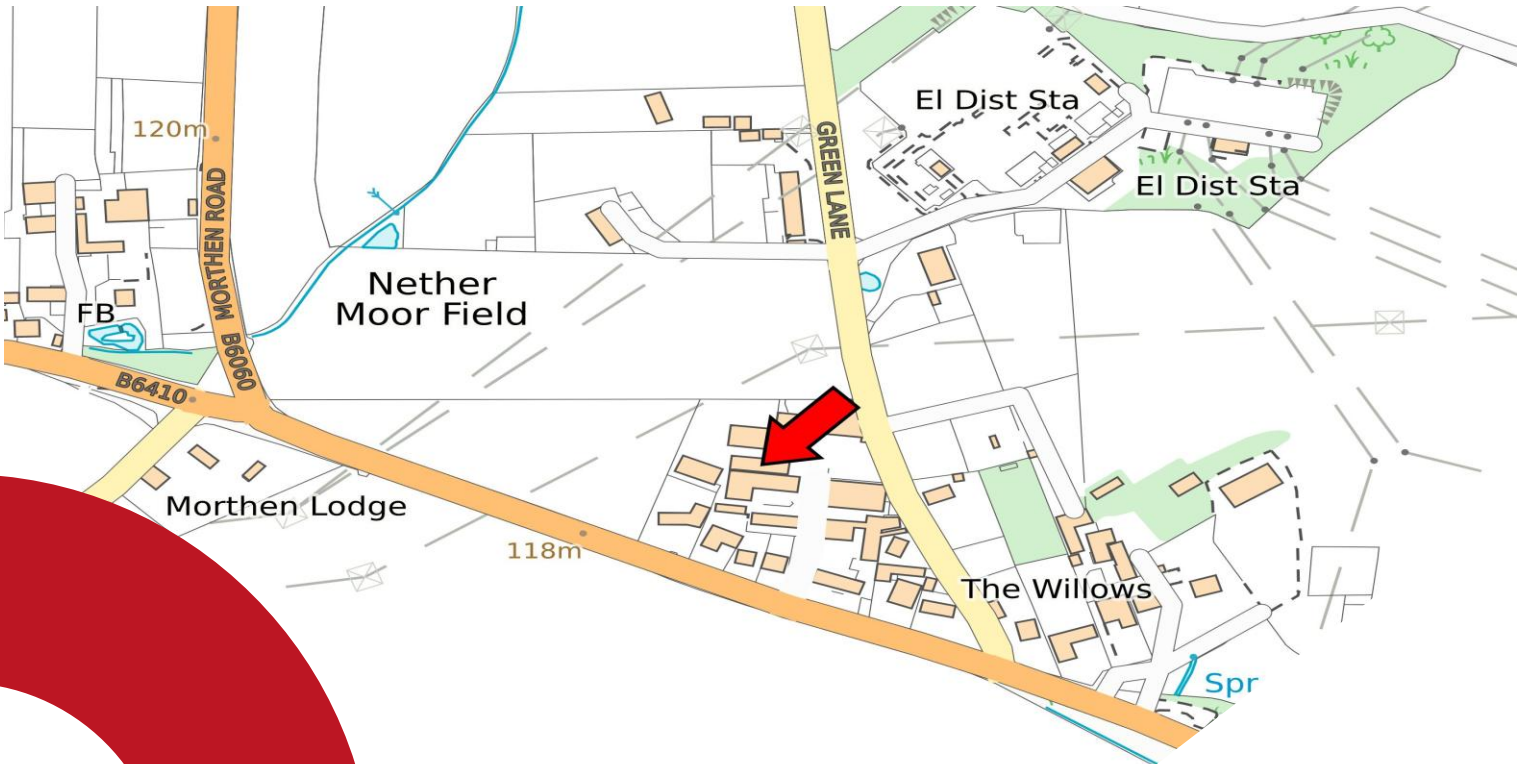 El Dist Sta
120m
GREEN LANE
El Dist Sta
MORTHEN ROAD
Nether
Moor Field
FB
B6060
B6410
Morthen Lodge
118m
The Willows
Spr